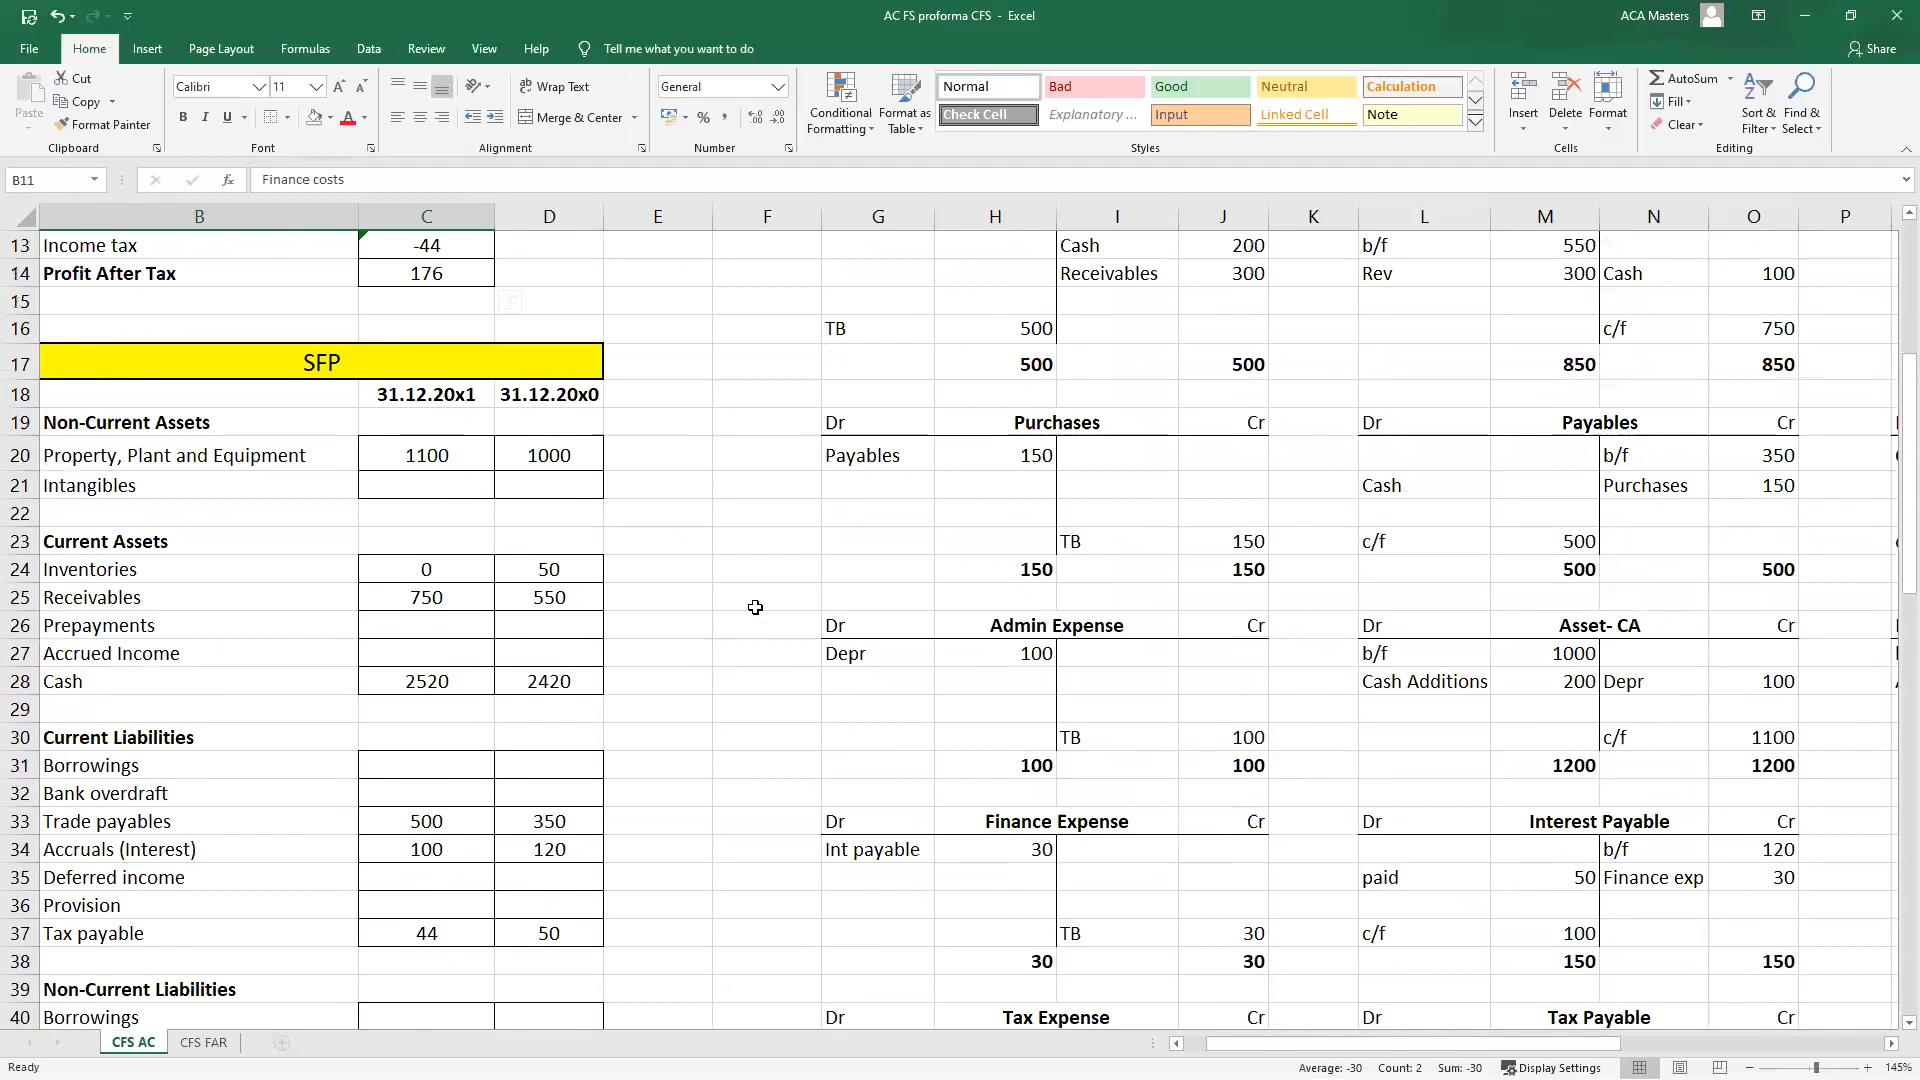 AC FS proforma CFS - Excel
ACA Masters
File Home Insert Page Layout Formulas Data Review View Help Tell me what you want to do Share
Paste
Cut
Copy
Format Painter
Clipboard
Calibri 11
B I U
Font
Wrap Text
Merge & Center
Alignment
General
Number
Conditional Formatting
Format as Table
Normal Bad Good Neutral Calculation
Check Cell Explanatory ... Input Linked Cell Note
Styles
Insert Delete Format
Cells
AutoSum
Fill
Clear
Sort & Filter
Find & Select
Editing
B11 fx Finance costs
B C D E F G H I J K L M N O P
13 Income tax -44 Cash 200 b/f 550
14 Profit After Tax 176 Receivables 300 Rev 300 Cash 100
15
16 TB 500 c/f 750
17 SFP 500 500 850 850
18 31.12.20x1 31.12.20x0
19 Non-Current Assets Dr Purchases Cr Dr Payables Cr
20 Property, Plant and Equipment 1100 1000 Payables 150 b/f 350
21 Intangibles Cash Purchases 150
22
23 Current Assets TB 150 c/f 500
24 Inventories 0 50 150 150 500 500
25 Receivables 750 550
26 Prepayments Dr Admin Expense Cr Dr Asset- CA Cr
27 Accrued Income Depr 100 b/f 1000
28 Cash 2520 2420 Cash Additions 200 Depr 100
29
30 Current Liabilities TB 100 c/f 1100
31 Borrowings 100 100 1200 1200
32 Bank overdraft
33 Trade payables 500 350 Dr Finance Expense Cr Dr Interest Payable Cr
34 Accruals (Interest) 100 120 Int payable 30 b/f 120
35 Deferred income paid 50 Finance exp 30
36 Provision
37 Tax payable 44 50 TB 30 c/f 100
38 30 30 150 150
39 Non-Current Liabilities
40 Borrowings Dr Tax Expense Cr Dr Tax Payable Cr
CFS AC CFS FAR
Ready Average: -30 Count: 2 Sum: -30 Display Settings 145%